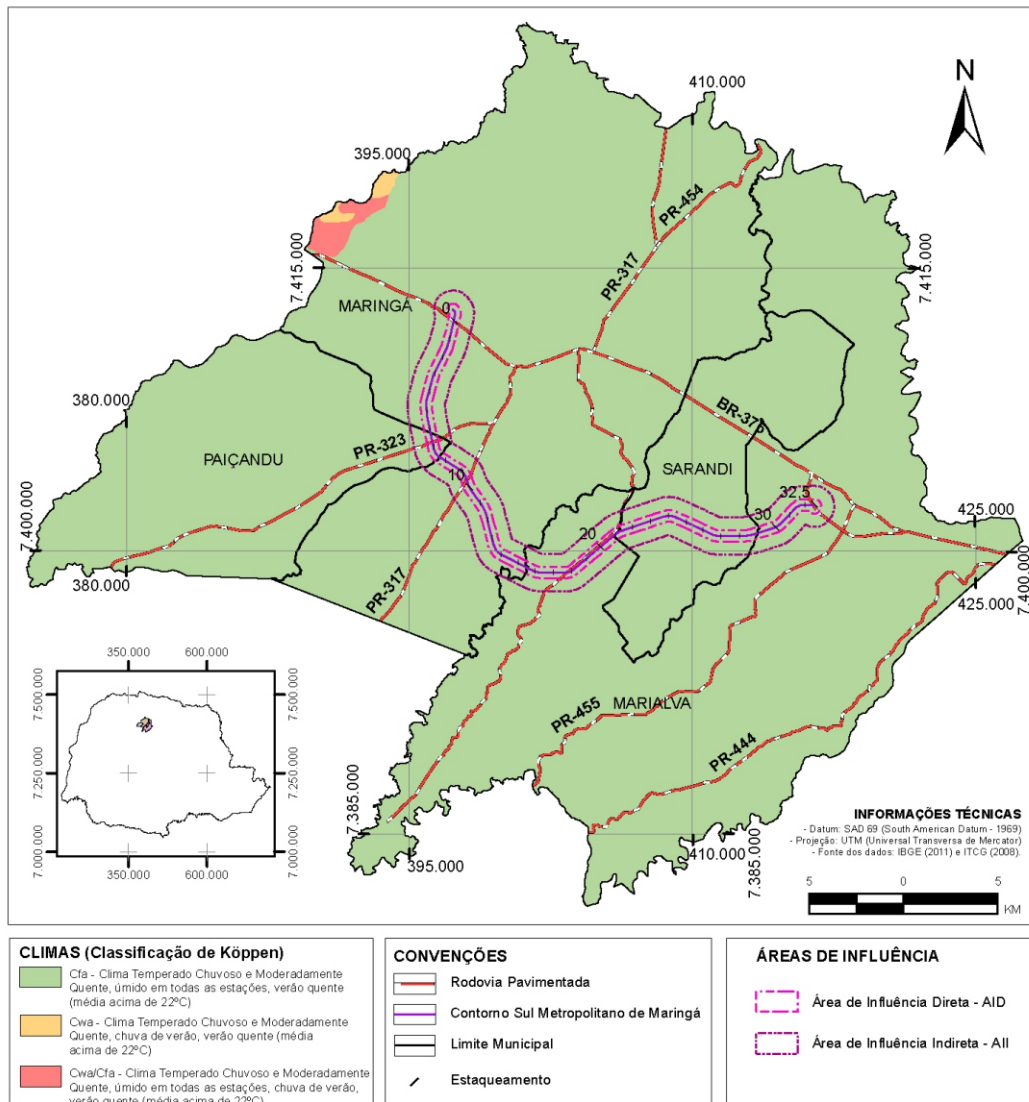 410.000
N
395.000
PR-454
7.415.000
PR-317
7.415.000
MARINGÁ
0
380.000
BR-376
PR-323
PAIÇANDU
SARANDI
10
32,5
30
20
425.000
7.400.000
380.000
PR-317
425.000
7.400.000
350.000
600.000
7.500.000
7.500.000
MARIALVA
PR-455
PR-444
7.250.000
7.250.000
7.385.000
INFORMAÇÕES TÉCNICAS
- Datum: SAD 69 (South American Datum - 1969)
- Projeção: UTM (Universal Transversa de Mercator)
- Fonte dos dados: IBGE (2011) e ITCG (2008).
410.000
7.385.000
395.000
7.000.000
7.000.000
350.000
600.000
5 0 5
KM
CLIMAS (Classificação de Köppen)
Cfa - Clima Temperado Chuvoso e Moderadamente
Quente, úmido em todas as estações, verão quente
(média acima de 22ºC)
Cwa - Clima Temperado Chuvoso e Moderadamente
Quente, chuva de verão, verão quente (média
acima de 22ºC)
Cwa/Cfa - Clima Temperado Chuvoso e Moderadamente
Quente, úmido em todas as estações, chuva de verão,
verão quente (média acima de 22ºC)
CONVENÇÕES
Rodovia Pavimentada
Contorno Sul Metropolitano de Maringá
Limite Municipal
Estaqueamento
ÁREAS DE INFLUÊNCIA
Área de Influência Direta - AID
Área de Influência Indireta - AII